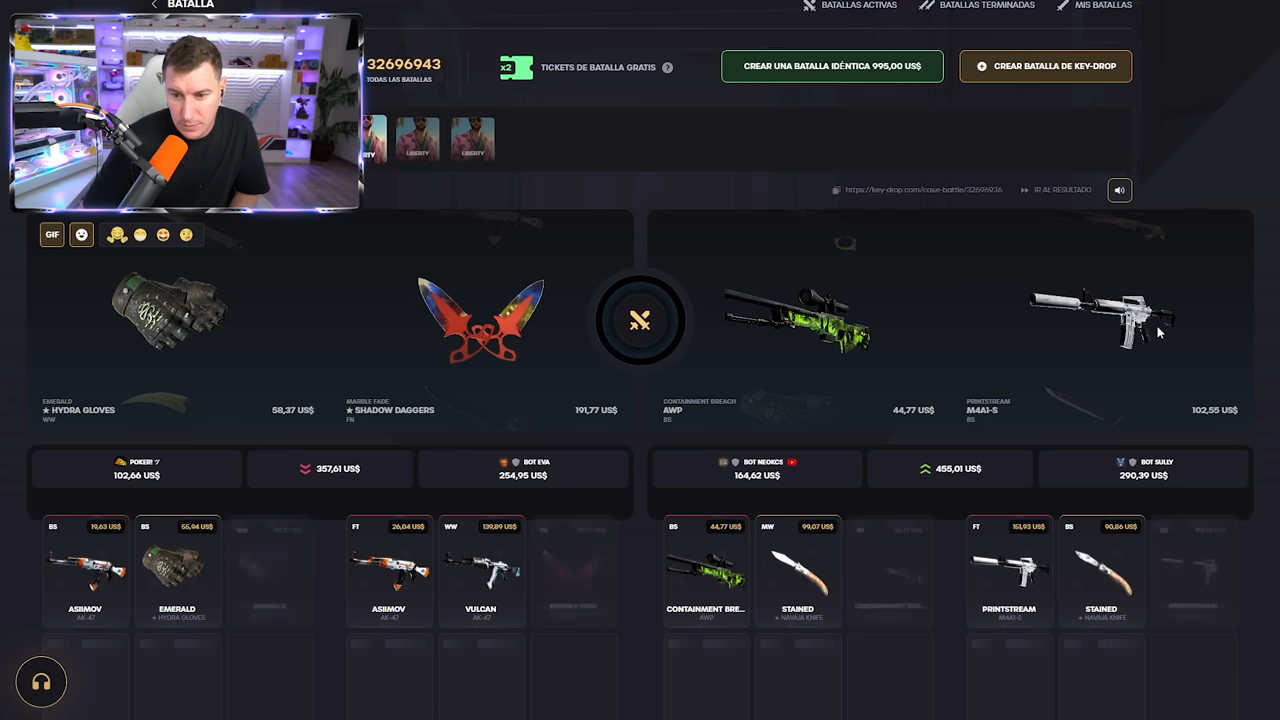 BATALLA
BATALLAS ACTIVAS
BATALLAS TERMINADAS
MIS BATALLAS
32696943
TODAS LAS BATALLAS
x2
TICKETS DE BATALLA GRATIS ?
CREAR UNA BATALLA IDÉNTICA 995,00 US$
CREAR BATALLA DE KEY-DROP
LIBERTY
LIBERTY
https://key-drop.com/case-battle/32696936
IR AL RESULTADO
GIF
EMERALD
★ HYDRA GLOVES
WW
58,37 US$
MARBLE FADE
★ SHADOW DAGGERS
FN
191,77 US$
CONTAINMENT BREACH
AWP
BS
44,77 US$
PRINTSTREAM
M4A1-S
BS
102,55 US$
POKER! ツ
102,66 US$
357,61 US$
BOT EVA
254,95 US$
BOT NEOKCS
164,62 US$
455,01 US$
BOT SULLY
290,39 US$
BS 19,63 US$
ASIIMOV
AK-47
BS 55,94 US$
EMERALD
★ HYDRA GLOVES
FT 26,04 US$
ASIIMOV
AK-47
WW 139,89 US$
VULCAN
AK-47
BS 44,77 US$
CONTAINMENT BRE...
AWP
MW 99,07 US$
STAINED
★ NAVAJA KNIFE
FT 151,93 US$
PRINTSTREAM
M4A1-S
BS 90,86 US$
STAINED
★ NAVAJA KNIFE